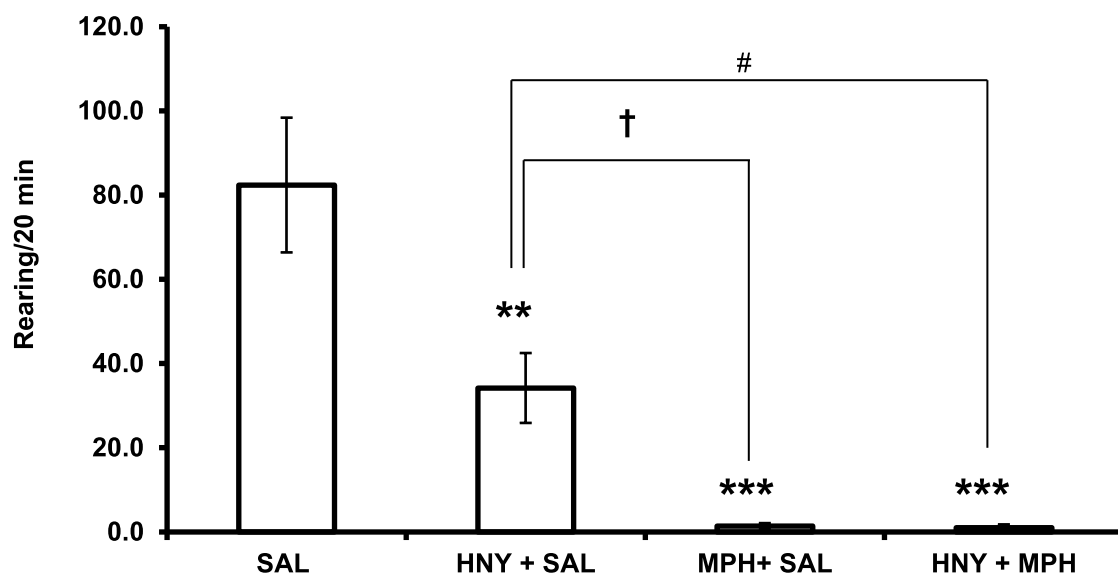 120.0
#
100.0
†
80.0
Rearing/20 min
60.0
**
40.0
20.0
***
***
0.0
SAL
HNY + SAL
MPH+ SAL
HNY + MPH